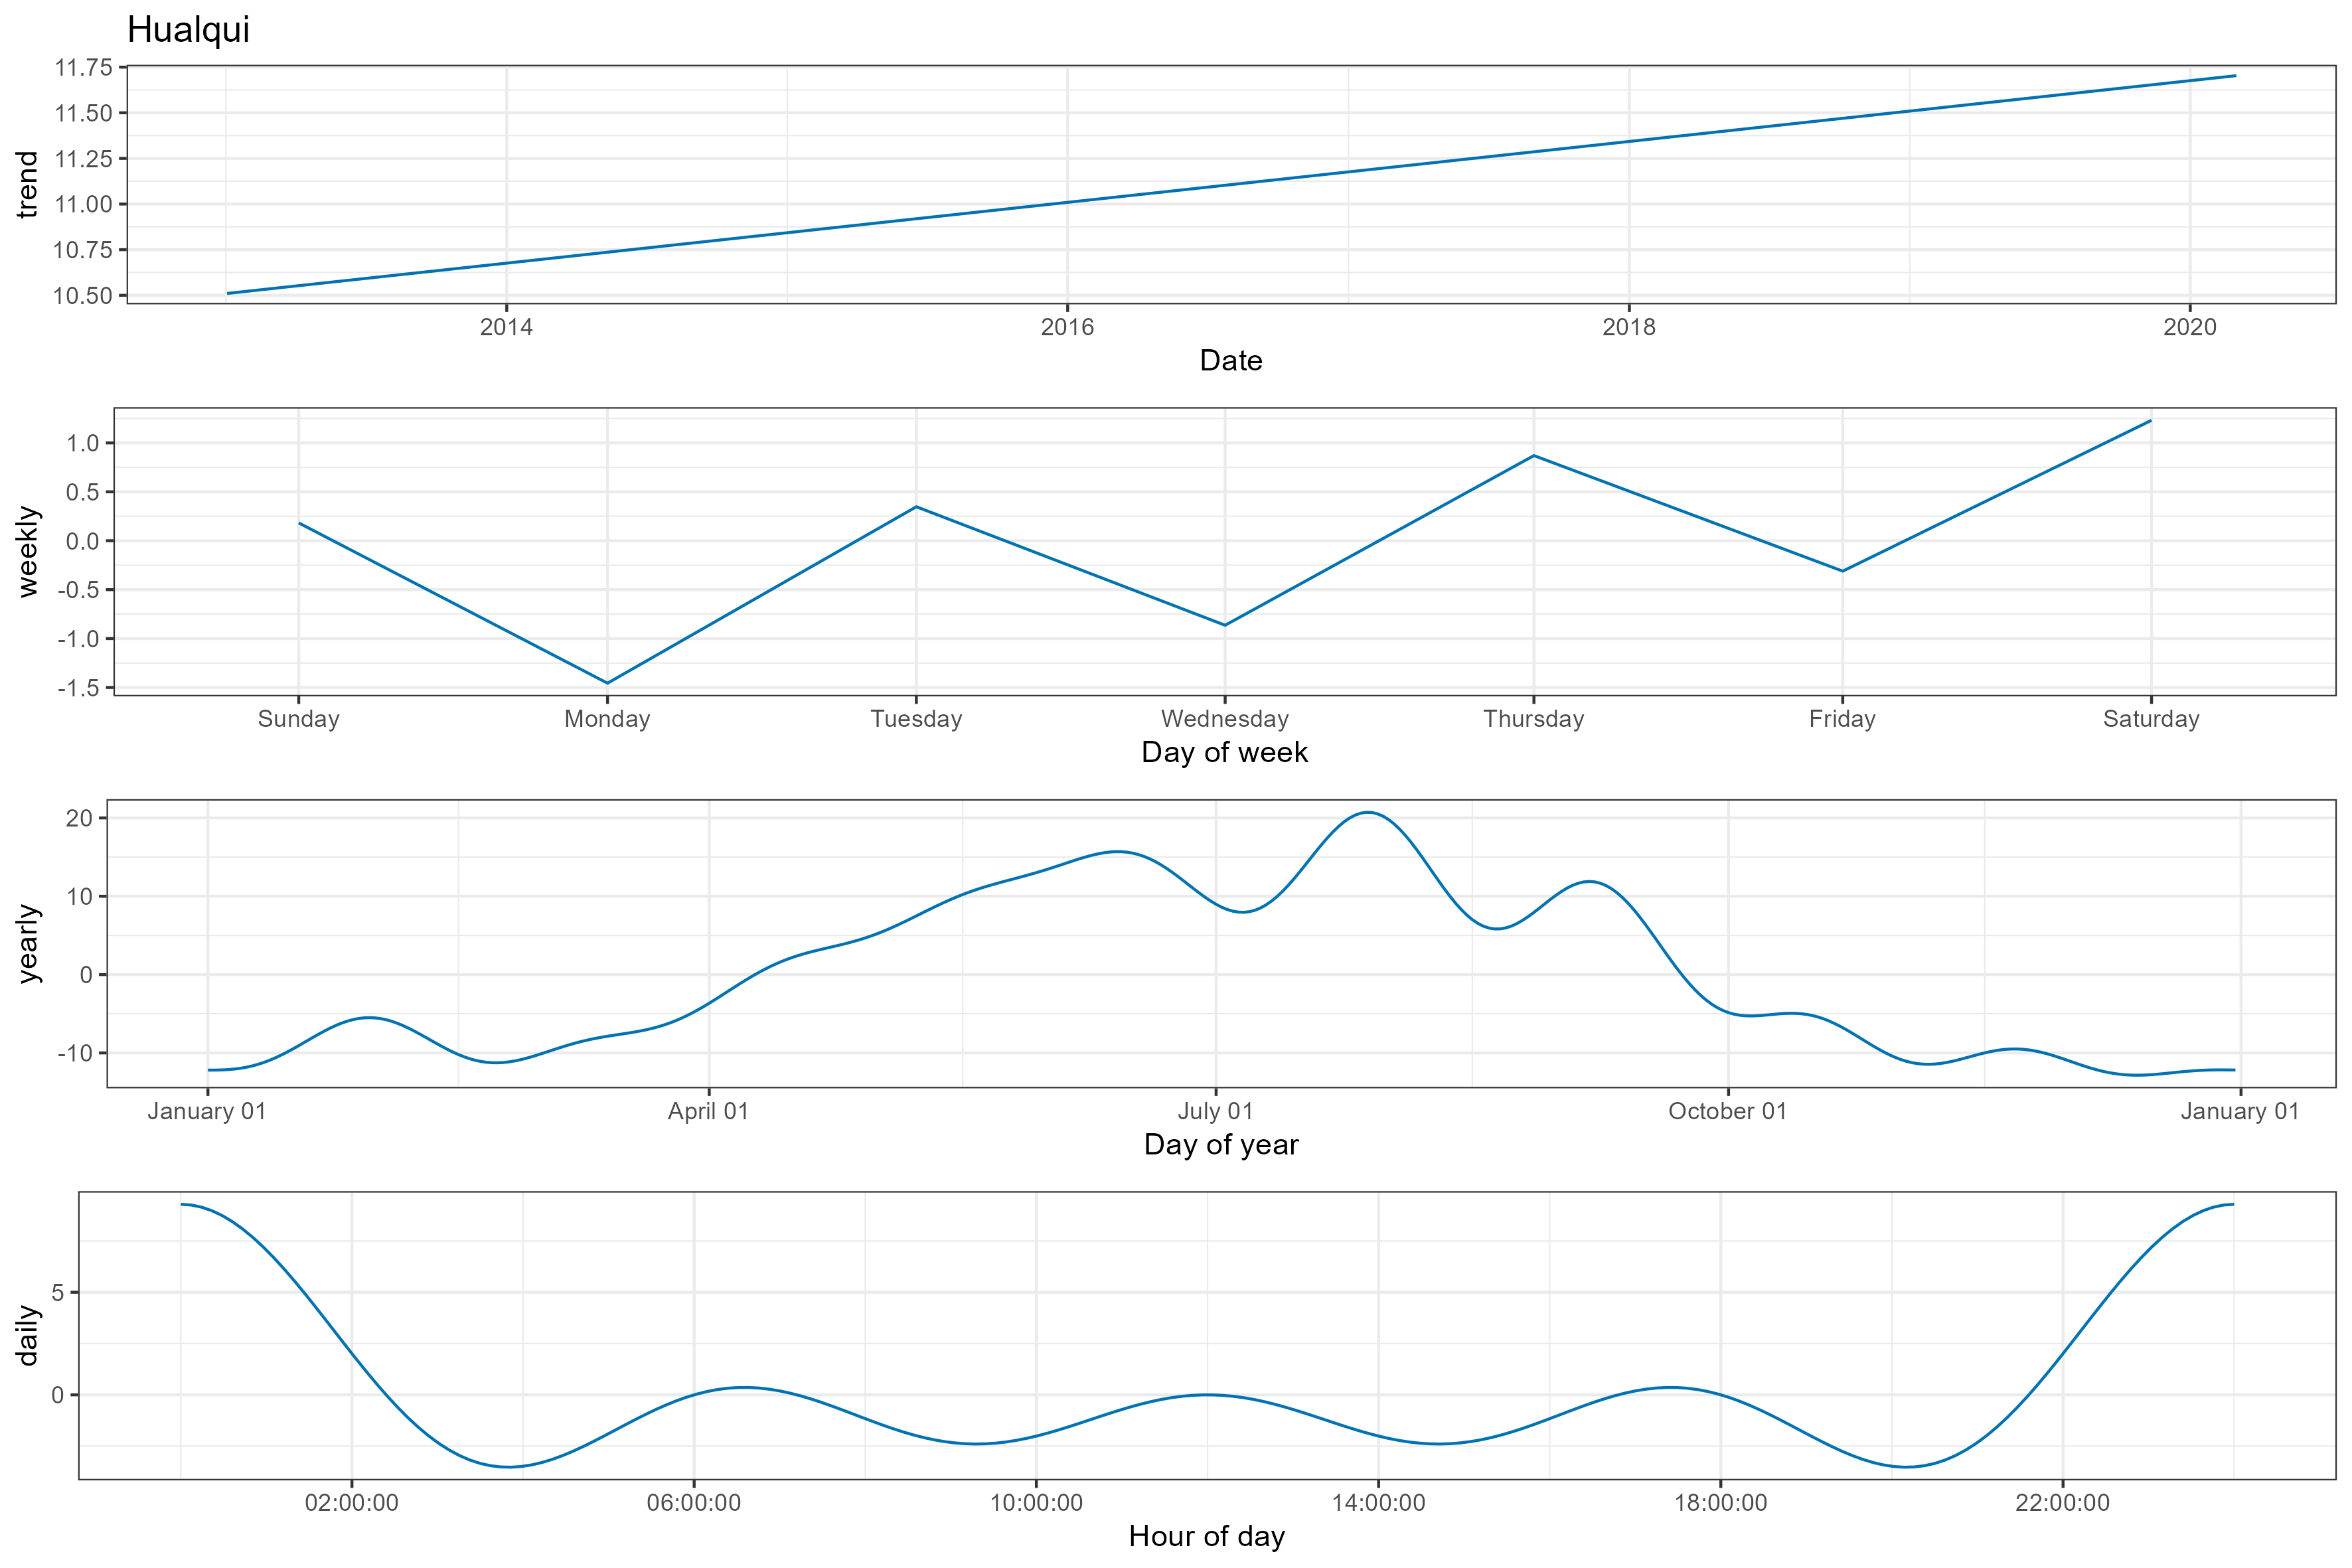 Hualqui
trend
11.75
11.50
11.25
11.00
10.75
10.50
2014 2016 2018 2020
Date
weekly
1.0
0.5
0.0
-0.5
-1.0
-1.5
Sunday Monday Tuesday Wednesday Thursday Friday Saturday
Day of week
yearly
20
10
0
-10
January 01 April 01 July 01 October 01 January 01
Day of year
daily
5
0
02:00:00 06:00:00 10:00:00 14:00:00 18:00:00 22:00:00
Hour of day